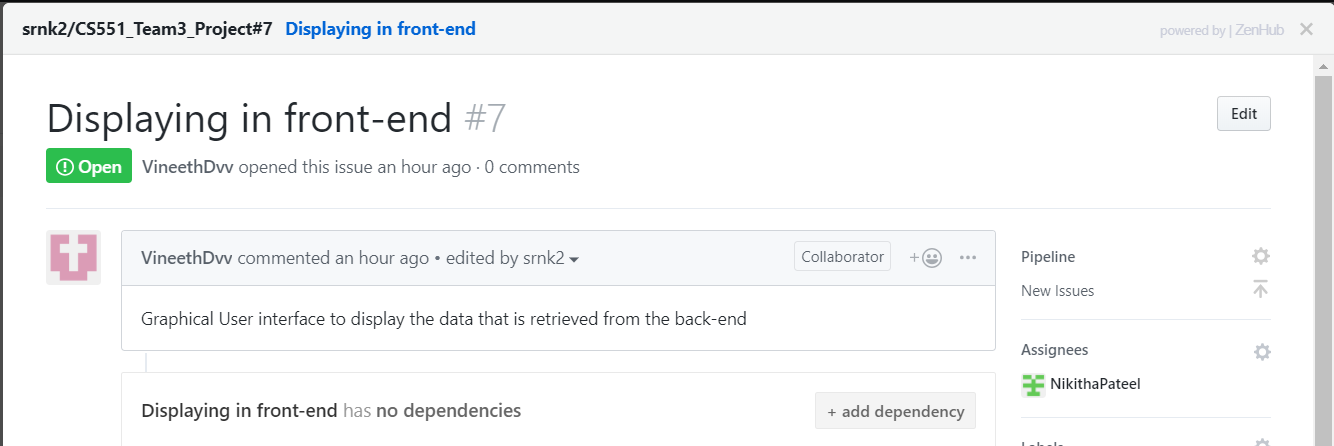 srnk2/CS551_Team3_Project#7 Displaying in front-end powered by | ZenHub
Displaying in front-end #7
Edit
Open VineethDvv opened this issue an hour ago · 0 comments
VineethDvv commented an hour ago • edited by srnk2 Collaborator
Graphical User interface to display the data that is retrieved from the back-end
Displaying in front-end has no dependencies + add dependency
Pipeline
New Issues
Assignees
NikithaPateel
Labels